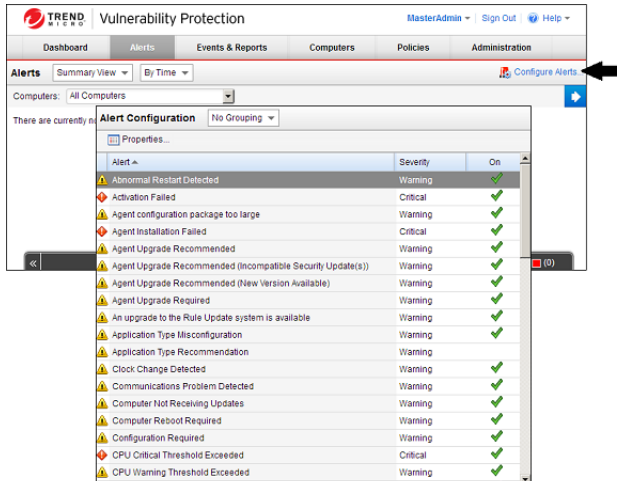 TREND MICRO Vulnerability Protection MasterAdmin Sign Out Help
Dashboard Alerts Events & Reports Computers Policies Administration
Alerts Summary View By Time Configure Alerts...
Computers: All Computers
There are currently no
Alert Configuration No Grouping
Properties...
Alert Severity On
Abnormal Restart Detected Warning
Activation Failed Critical
Agent configuration package too large Warning
Agent Installation Failed Critical
Agent Upgrade Recommended Warning
Agent Upgrade Recommended (Incompatible Security Update(s)) Warning
(0)
Agent Upgrade Recommended (New Version Available) Warning
Agent Upgrade Required Warning
An upgrade to the Rule Update system is available Warning
Application Type Misconfiguration Warning
Application Type Recommendation Warning
Clock Change Detected Warning
Communications Problem Detected Warning
Computer Not Receiving Updates Warning
Computer Reboot Required Warning
Configuration Required Warning
CPU Critical Threshold Exceeded Critical
CPU Warning Threshold Exceeded Warning